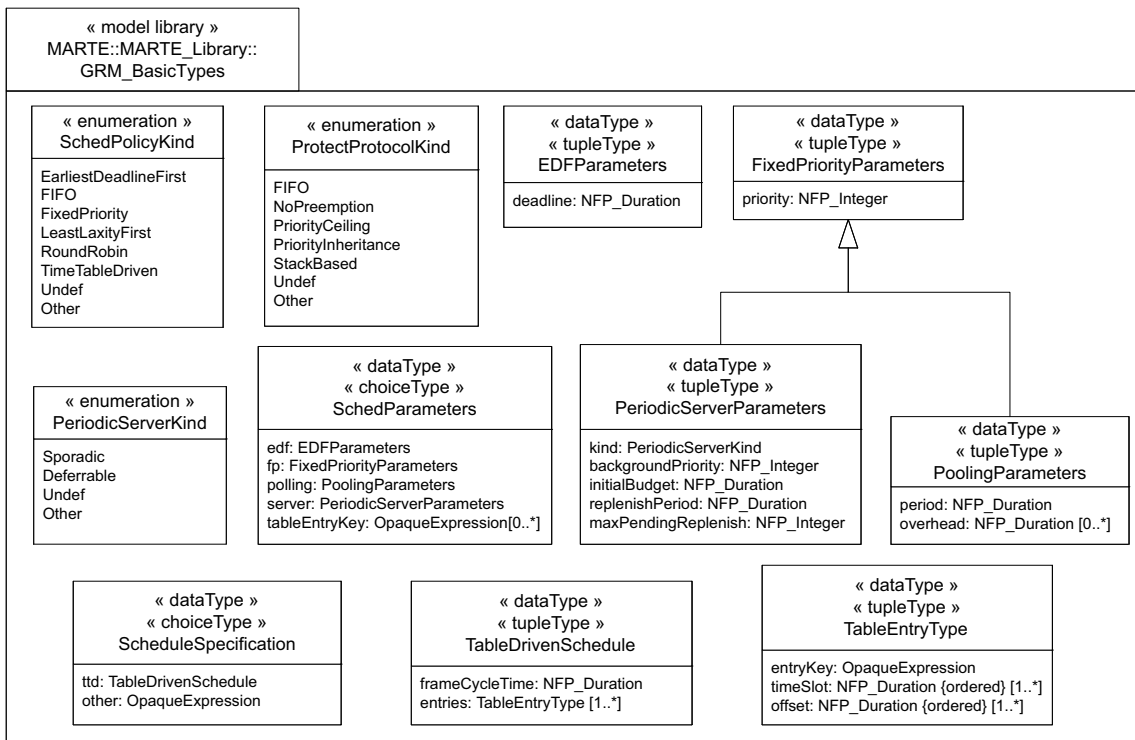 « model library »
MARTE::MARTE_Library::
GRM_BasicTypes
« enumeration »
SchedPolicyKind
EarliestDeadlineFirst
FIFO
FixedPriority
LeastLaxityFirst
RoundRobin
TimeTableDriven
Undef
Other
« enumeration »
ProtectProtocolKind
FIFO
NoPreemption
PriorityCeiling
PriorityInheritance
StackBased
Undef
Other
« dataType »
« tupleType »
EDFParameters
deadline: NFP_Duration
« dataType »
« tupleType »
FixedPriorityParameters
priority: NFP_Integer
« enumeration »
PeriodicServerKind
Sporadic
Deferrable
Undef
Other
« dataType »
« choiceType »
SchedParameters
edf: EDFParameters
fp: FixedPriorityParameters
polling: PoolingParameters
server: PeriodicServerParameters
tableEntryKey: OpaqueExpression[0..*]
« dataType »
« tupleType »
PeriodicServerParameters
kind: PeriodicServerKind
backgroundPriority: NFP_Integer
initialBudget: NFP_Duration
replenishPeriod: NFP_Duration
maxPendingReplenish: NFP_Integer
« dataType »
« tupleType »
PoolingParameters
period: NFP_Duration
overhead: NFP_Duration [0..*]
« dataType »
« choiceType »
ScheduleSpecification
ttd: TableDrivenSchedule
other: OpaqueExpression
« dataType »
« tupleType »
TableDrivenSchedule
frameCycleTime: NFP_Duration
entries: TableEntryType [1..*]
« dataType »
« tupleType »
TableEntryType
entryKey: OpaqueExpression
timeSlot: NFP_Duration {ordered} [1..*]
offset: NFP_Duration {ordered} [1..*]